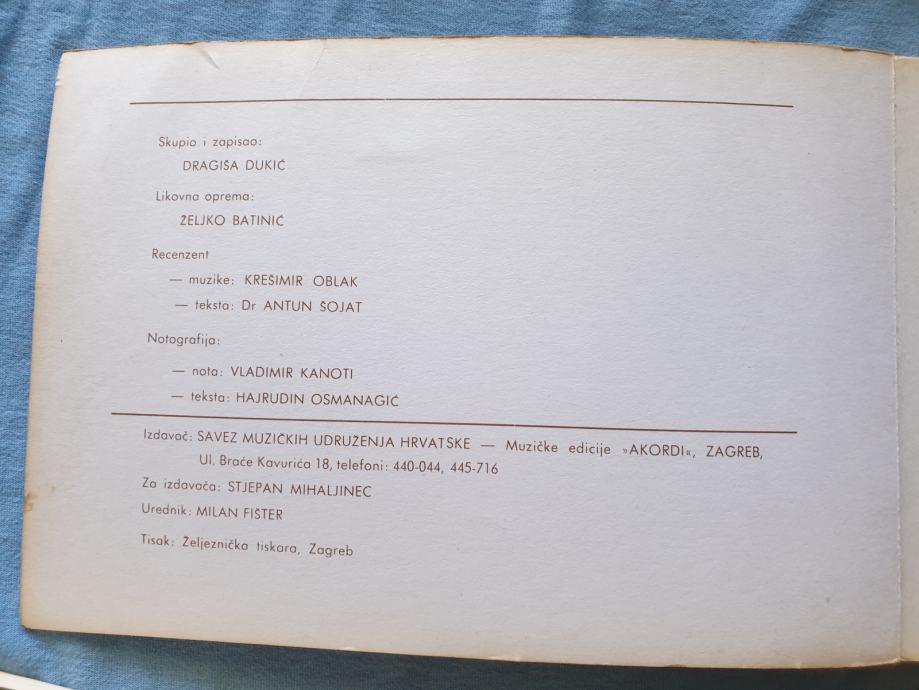 Skupio i zapisao:
DRAGIŠA DUKIĆ
Likovna oprema:
ŽELJKO BATINIĆ
Recenzent
— muzike: KREŠIMIR OBLAK
— teksta: Dr ANTUN ŠOJAT
Notografija:
— nota: VLADIMIR KANOTI
— teksta: HAJRUDIN OSMANAGIĆ
Izdavač: SAVEZ MUZIČKIH UDRUŽENJA HRVATSKE — Muzičke edicije »AKORDI«, ZAGREB,
Ul. Braće Kavurića 18, telefoni: 440-044, 445-716
Za izdavača: STJEPAN MIHALJINEC
Urednik: MILAN FIŠTER
Tisak: Željeznička tiskara, Zagreb